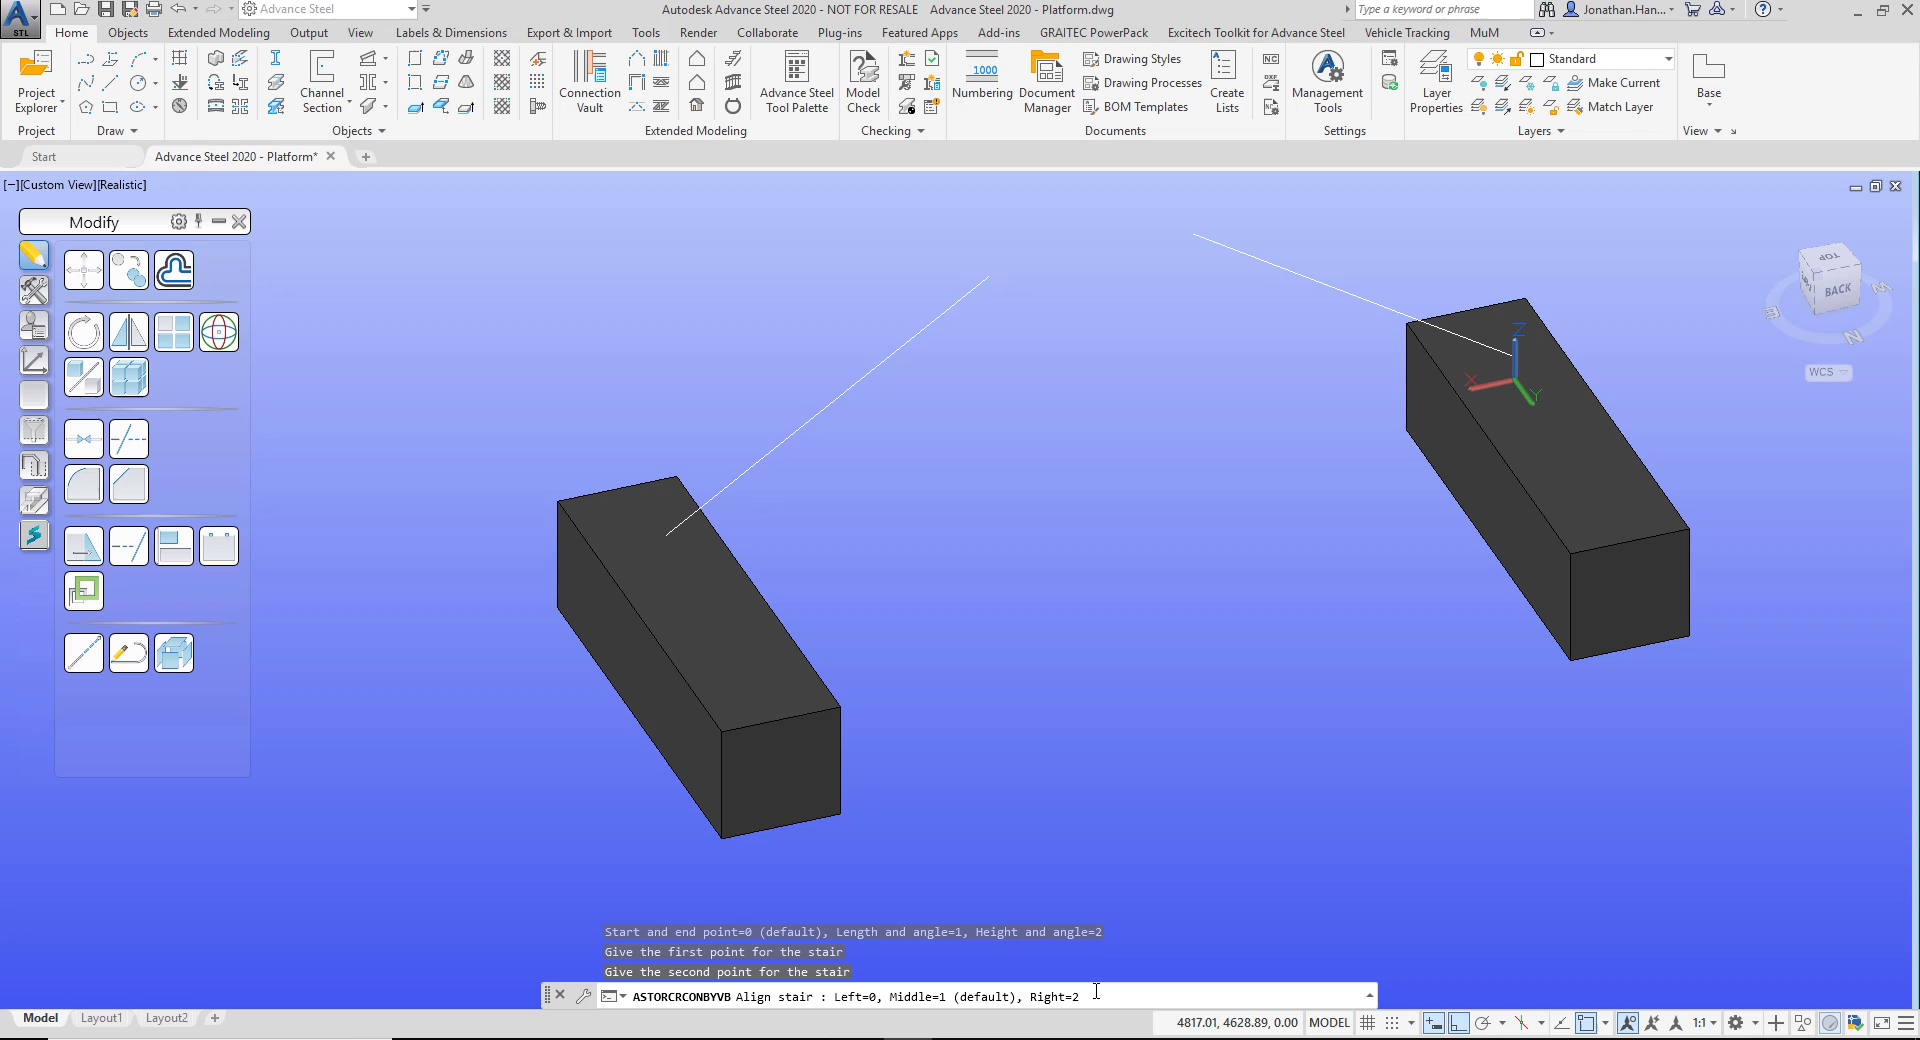 Advance Steel
Autodesk Advance Steel 2020 - NOT FOR RESALE Advance Steel 2020 - Platform.dwg
Type a keyword or phrase
Jonathan.Han...
STL
Home Objects Extended Modeling Output View Labels & Dimensions Export & Import Tools Render Collaborate Plug-ins Featured Apps Add-ins GRAITEC PowerPack Excitech Toolkit for Advance Steel Vehicle Tracking MuM
Project
Explorer
Channel
Section
Connection
Vault
Advance Steel
Tool Palette
Model
Check
1000
Numbering
Document
Manager
Drawing Styles
Drawing Processes
BOM Templates
Create
Lists
NC
DXF
Management
Tools
Layer
Properties
Standard
Make Current
Match Layer
Base
Project Draw Objects Extended Modeling Checking Documents Settings Layers View
Start Advance Steel 2020 - Platform*
[−][Custom View][Realistic]
Modify
TOP
BACK
N
WCS
Z
X
Y
Start and end point=0 (default), Length and angle=1, Height and angle=2
Give the first point for the stair
Give the second point for the stair
ASTORCRCONBYVB Align stair : Left=0, Middle=1 (default), Right=2
Model Layout1 Layout2
4817.01, 4628.89, 0.00 MODEL 1:1